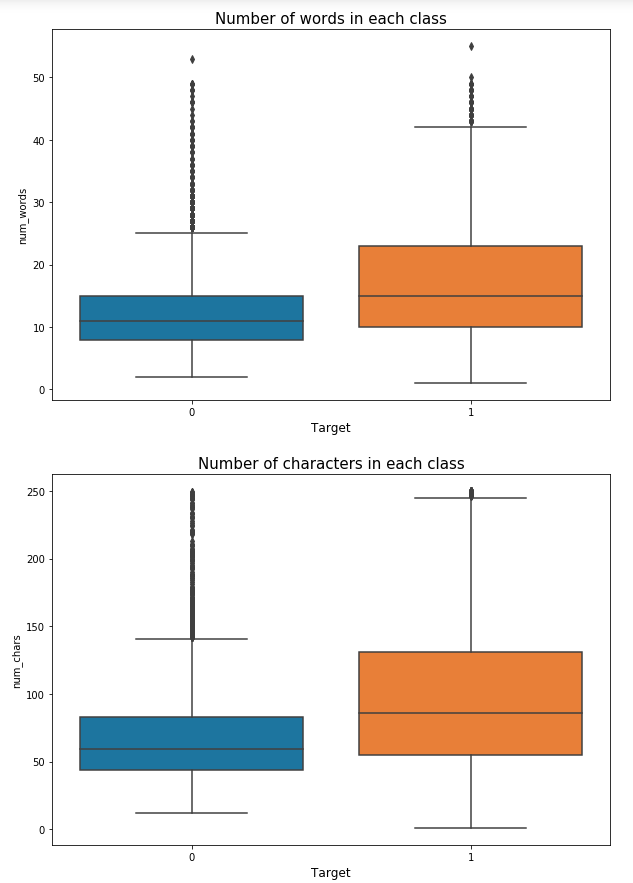 Number of words in each class
50
40
30
20
10
0
num_words
0 1
Target
Number of characters in each class
250
200
150
100
50
0
num_chars
0 1
Target